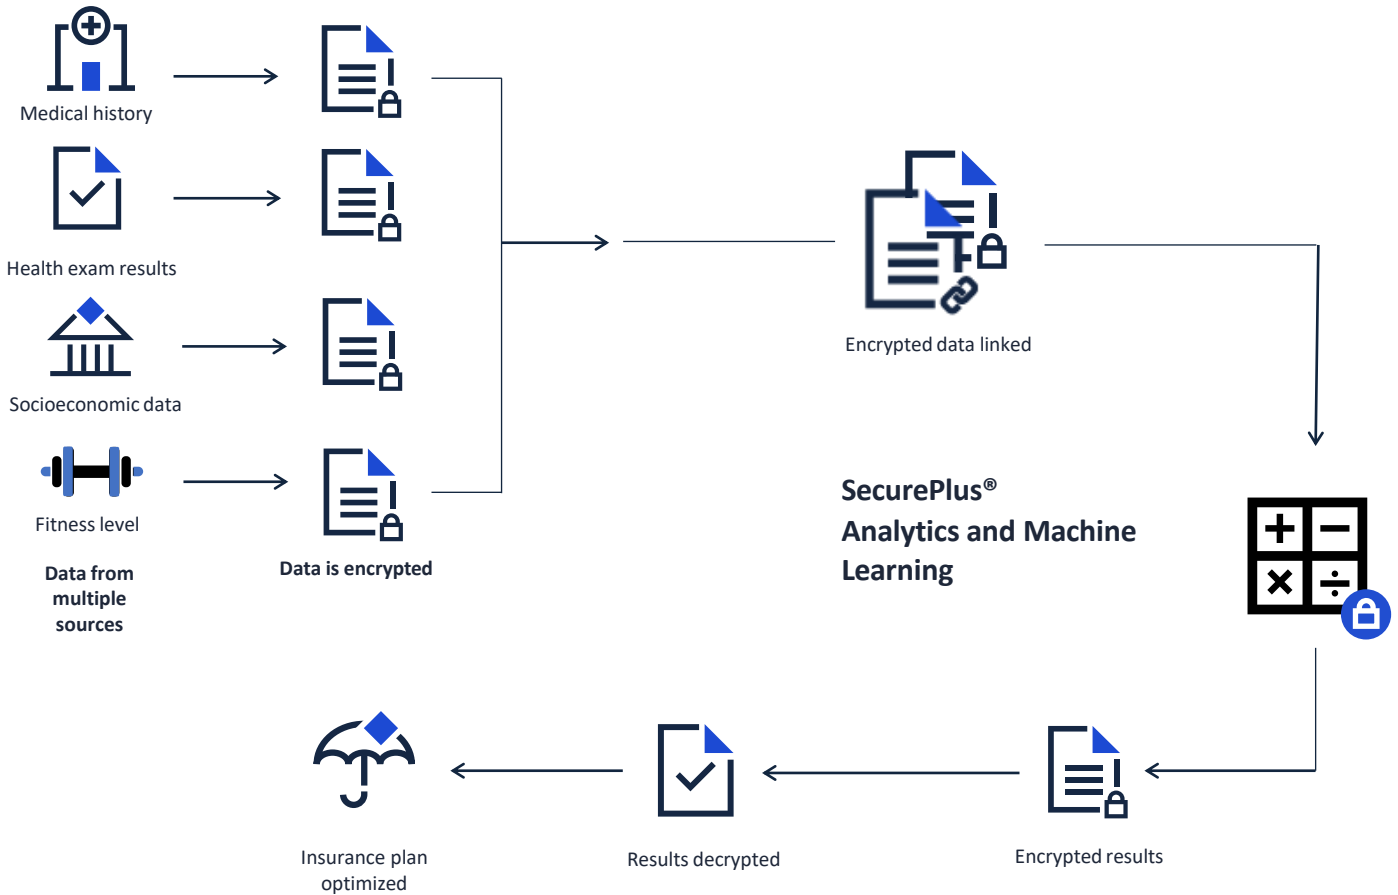 Medical history
Health exam results
Socioeconomic data
Fitness level
Data from
multiple
sources
Data is encrypted
Encrypted data linked
SecurePlus®
Analytics and Machine
Learning
Encrypted results
Results decrypted
Insurance plan
optimized